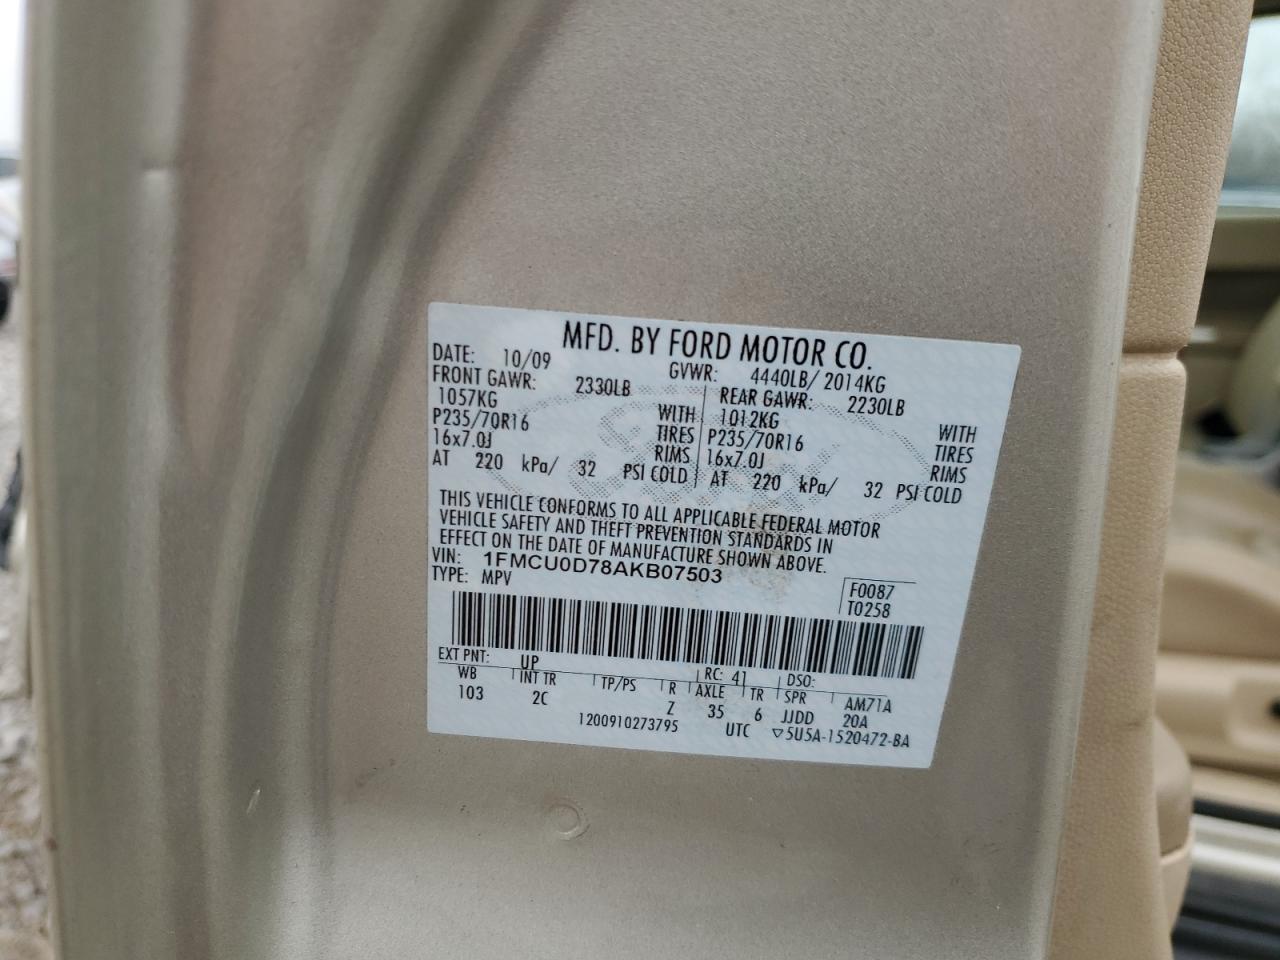 MFD. BY FORD MOTOR CO.
DATE: 10/09 GVWR: 4440LB/ 2014KG
FRONT GAWR: 2330LB REAR GAWR: 2230LB
1057KG WITH 1012KG WITH
P235/70R16 TIRES P235/70R16 TIRES
16x7.0J RIMS 16x7.0J RIMS
AT 220 kPa/ 32 PSI COLD AT 220 kPa/ 32 PSI COLD
THIS VEHICLE CONFORMS TO ALL APPLICABLE FEDERAL MOTOR
VEHICLE SAFETY AND THEFT PREVENTION STANDARDS IN
EFFECT ON THE DATE OF MANUFACTURE SHOWN ABOVE.
VIN: 1FMCU0D78AKB07503
TYPE: MPV F0087
T0258
EXT PNT: UP RC: 41 DSO:
WB INT TR TP/PS R AXLE TR SPR AM71A
103 2C Z 35 6 JJDD 20A
1200910273795 UTC ▽5U5A-1520472-BA